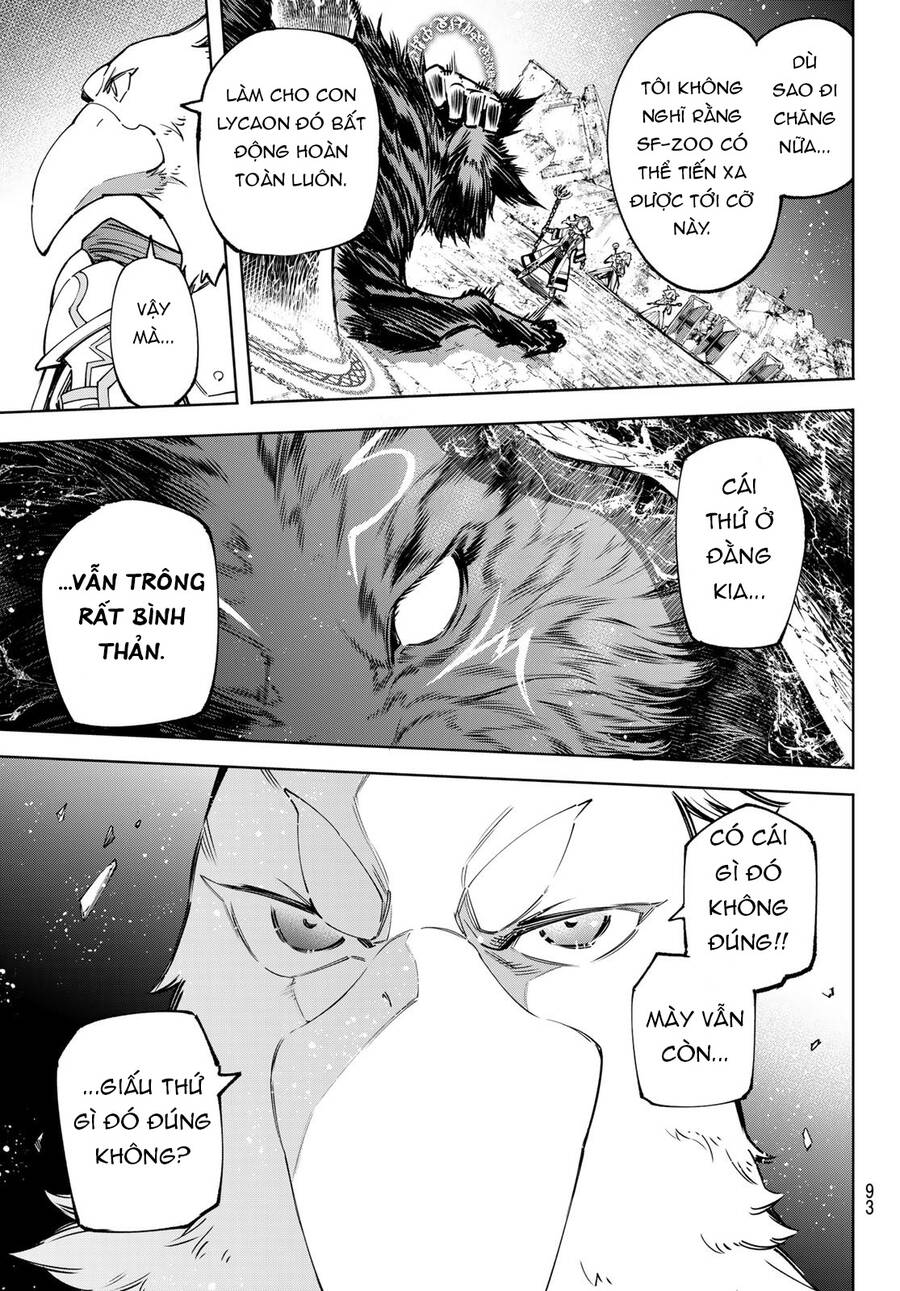 DÙ
SAO ĐI
CHĂNG
NỮA...
TÔI KHÔNG
NGHĨ RẰNG
SF-ZOO CÓ
THỂ TIẾN XA
ĐƯỢC TỚI CỠ
NÀY.
LÀM CHO CON
LYCAON ĐÓ BẤT
ĐỘNG HOÀN
TOÀN LUÔN.
VẬY
MÀ...
CÁI
THỨ Ở
ĐẰNG
KIA...
...VẪN TRÔNG
RẤT BÌNH
THẢN.
CÓ CÁI
GÌ ĐÓ
KHÔNG
ĐÚNG!!
MÀY VẪN
CÒN...
...GIẤU THỨ
GÌ ĐÓ ĐÚNG
KHÔNG?
93